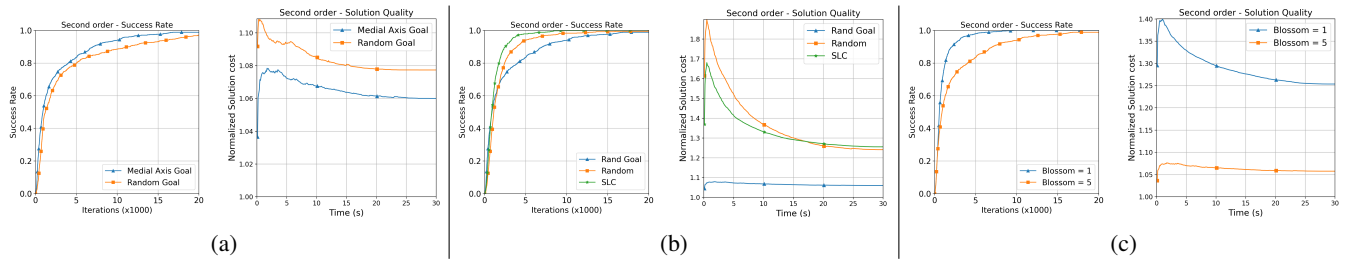 Second order - Success Rate
1.0
0.8
0.6
0.4
0.2
0.0
Success Rate
0 5 10 15 20
Iterations (x1000)
Medial Axis Goal
Random Goal
Second order - Solution Quality
1.10
1.08
1.06
1.04
1.02
1.00
Normalized Solution cost
0 5 10 15 20 25 30
Time (s)
Medial Axis Goal
Random Goal
(a)
Second order - Success Rate
1.0
0.8
0.6
0.4
0.2
0.0
Success Rate
0 5 10 15 20
Iterations (x1000)
Rand Goal
Random
SLC
Second order - Solution Quality
1.8
1.7
1.6
1.5
1.4
1.3
1.2
1.1
1.0
Normalized Solution cost
0 5 10 15 20 25 30
Time (s)
Rand Goal
Random
SLC
(b)
Second order - Success Rate
1.0
0.8
0.6
0.4
0.2
0.0
Success Rate
0 5 10 15 20
Iterations (x1000)
Blossom = 1
Blossom = 5
Second order - Solution Quality
1.40
1.35
1.30
1.25
1.20
1.15
1.10
1.05
1.00
Normalized Solution cost
0 5 10 15 20 25 30
Time (s)
Blossom = 1
Blossom = 5
(c)